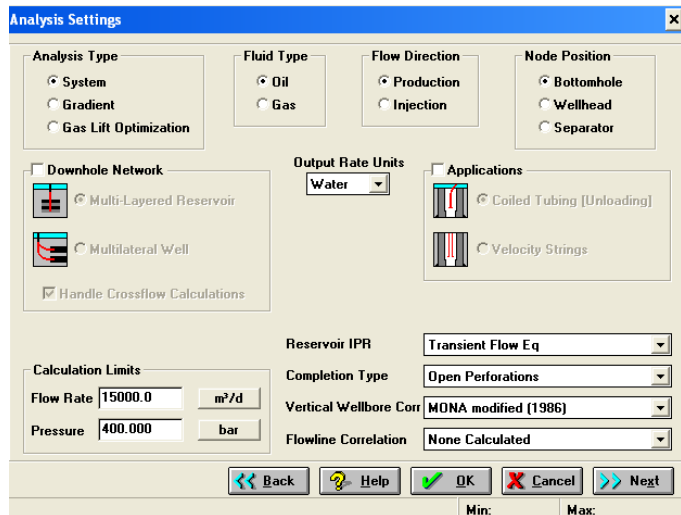 Analysis Settings
Analysis Type
System
Gradient
Gas Lift Optimization
Fluid Type
Oil
Gas
Flow Direction
Production
Injection
Node Position
Bottomhole
Wellhead
Separator
Downhole Network
Multi-Layered Reservoir
Multilateral Well
Handle Crossflow Calculations
Output Rate Units
Water
Applications
Coiled Tubing [Unloading]
Velocity Strings
Calculation Limits
Flow Rate 15000.0 m³/d
Pressure 400.000 bar
Reservoir IPR Transient Flow Eq
Completion Type Open Perforations
Vertical Wellbore Corr MONA modified (1986)
Flowline Correlation None Calculated
Back Help OK Cancel Next
Min: Max: